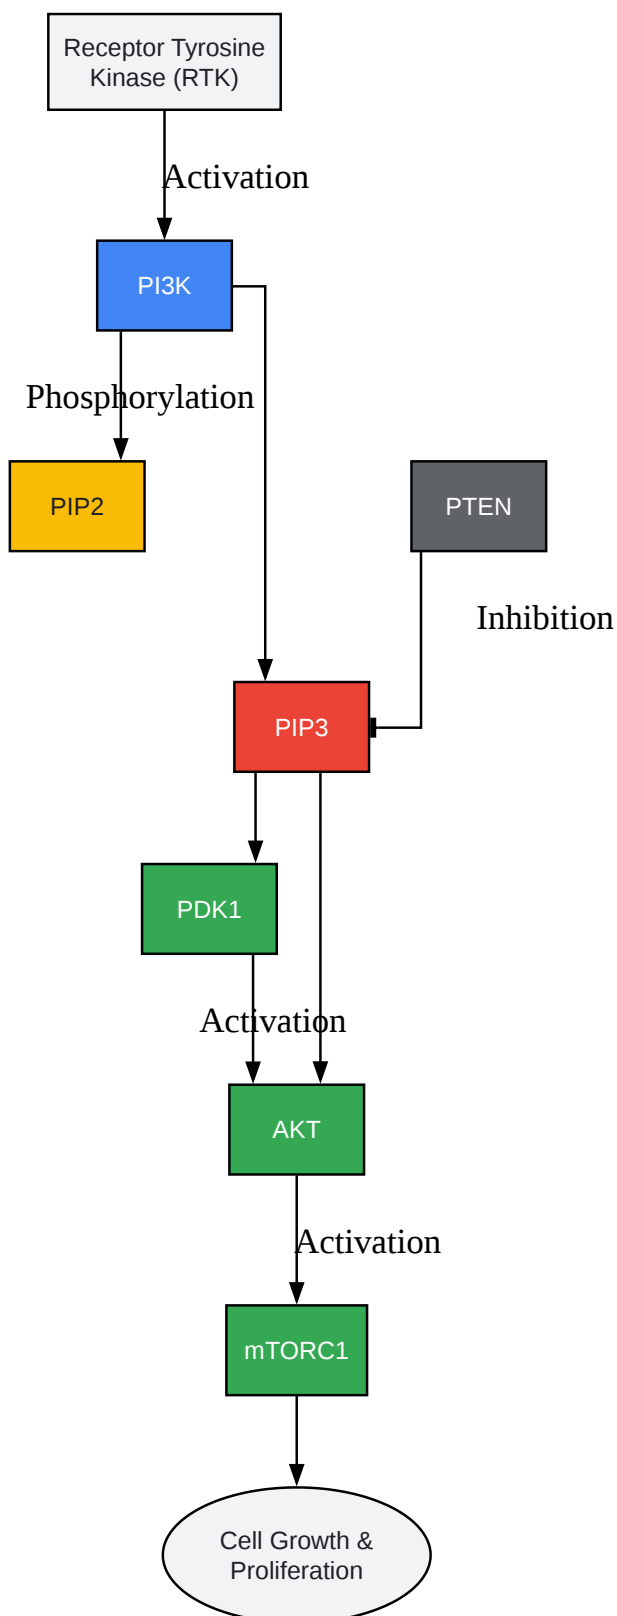 Receptor Tyrosine
Kinase (RTK)
Activation
PI3K
Phosphorylation
PIP2
PTEN
Inhibition
PIP3
PDK1
Activation
AKT
Activation
mTORC1
Cell Growth &
Proliferation